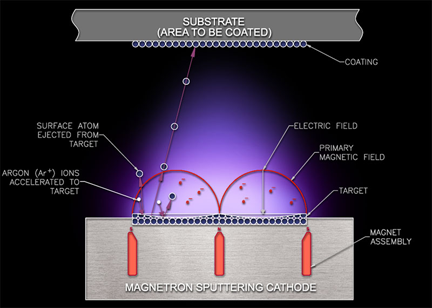 SUBSTRATE
(AREA TO BE COATED)
COATING
SURFACE ATOM
EJECTED FROM
TARGET
ELECTRIC FIELD
PRIMARY
MAGNETIC FIELD
ARGON (Ar+) IONS
ACCELERATED TO
TARGET
TARGET
MAGNET
ASSEMBLY
MAGNETRON SPUTTERING CATHODE